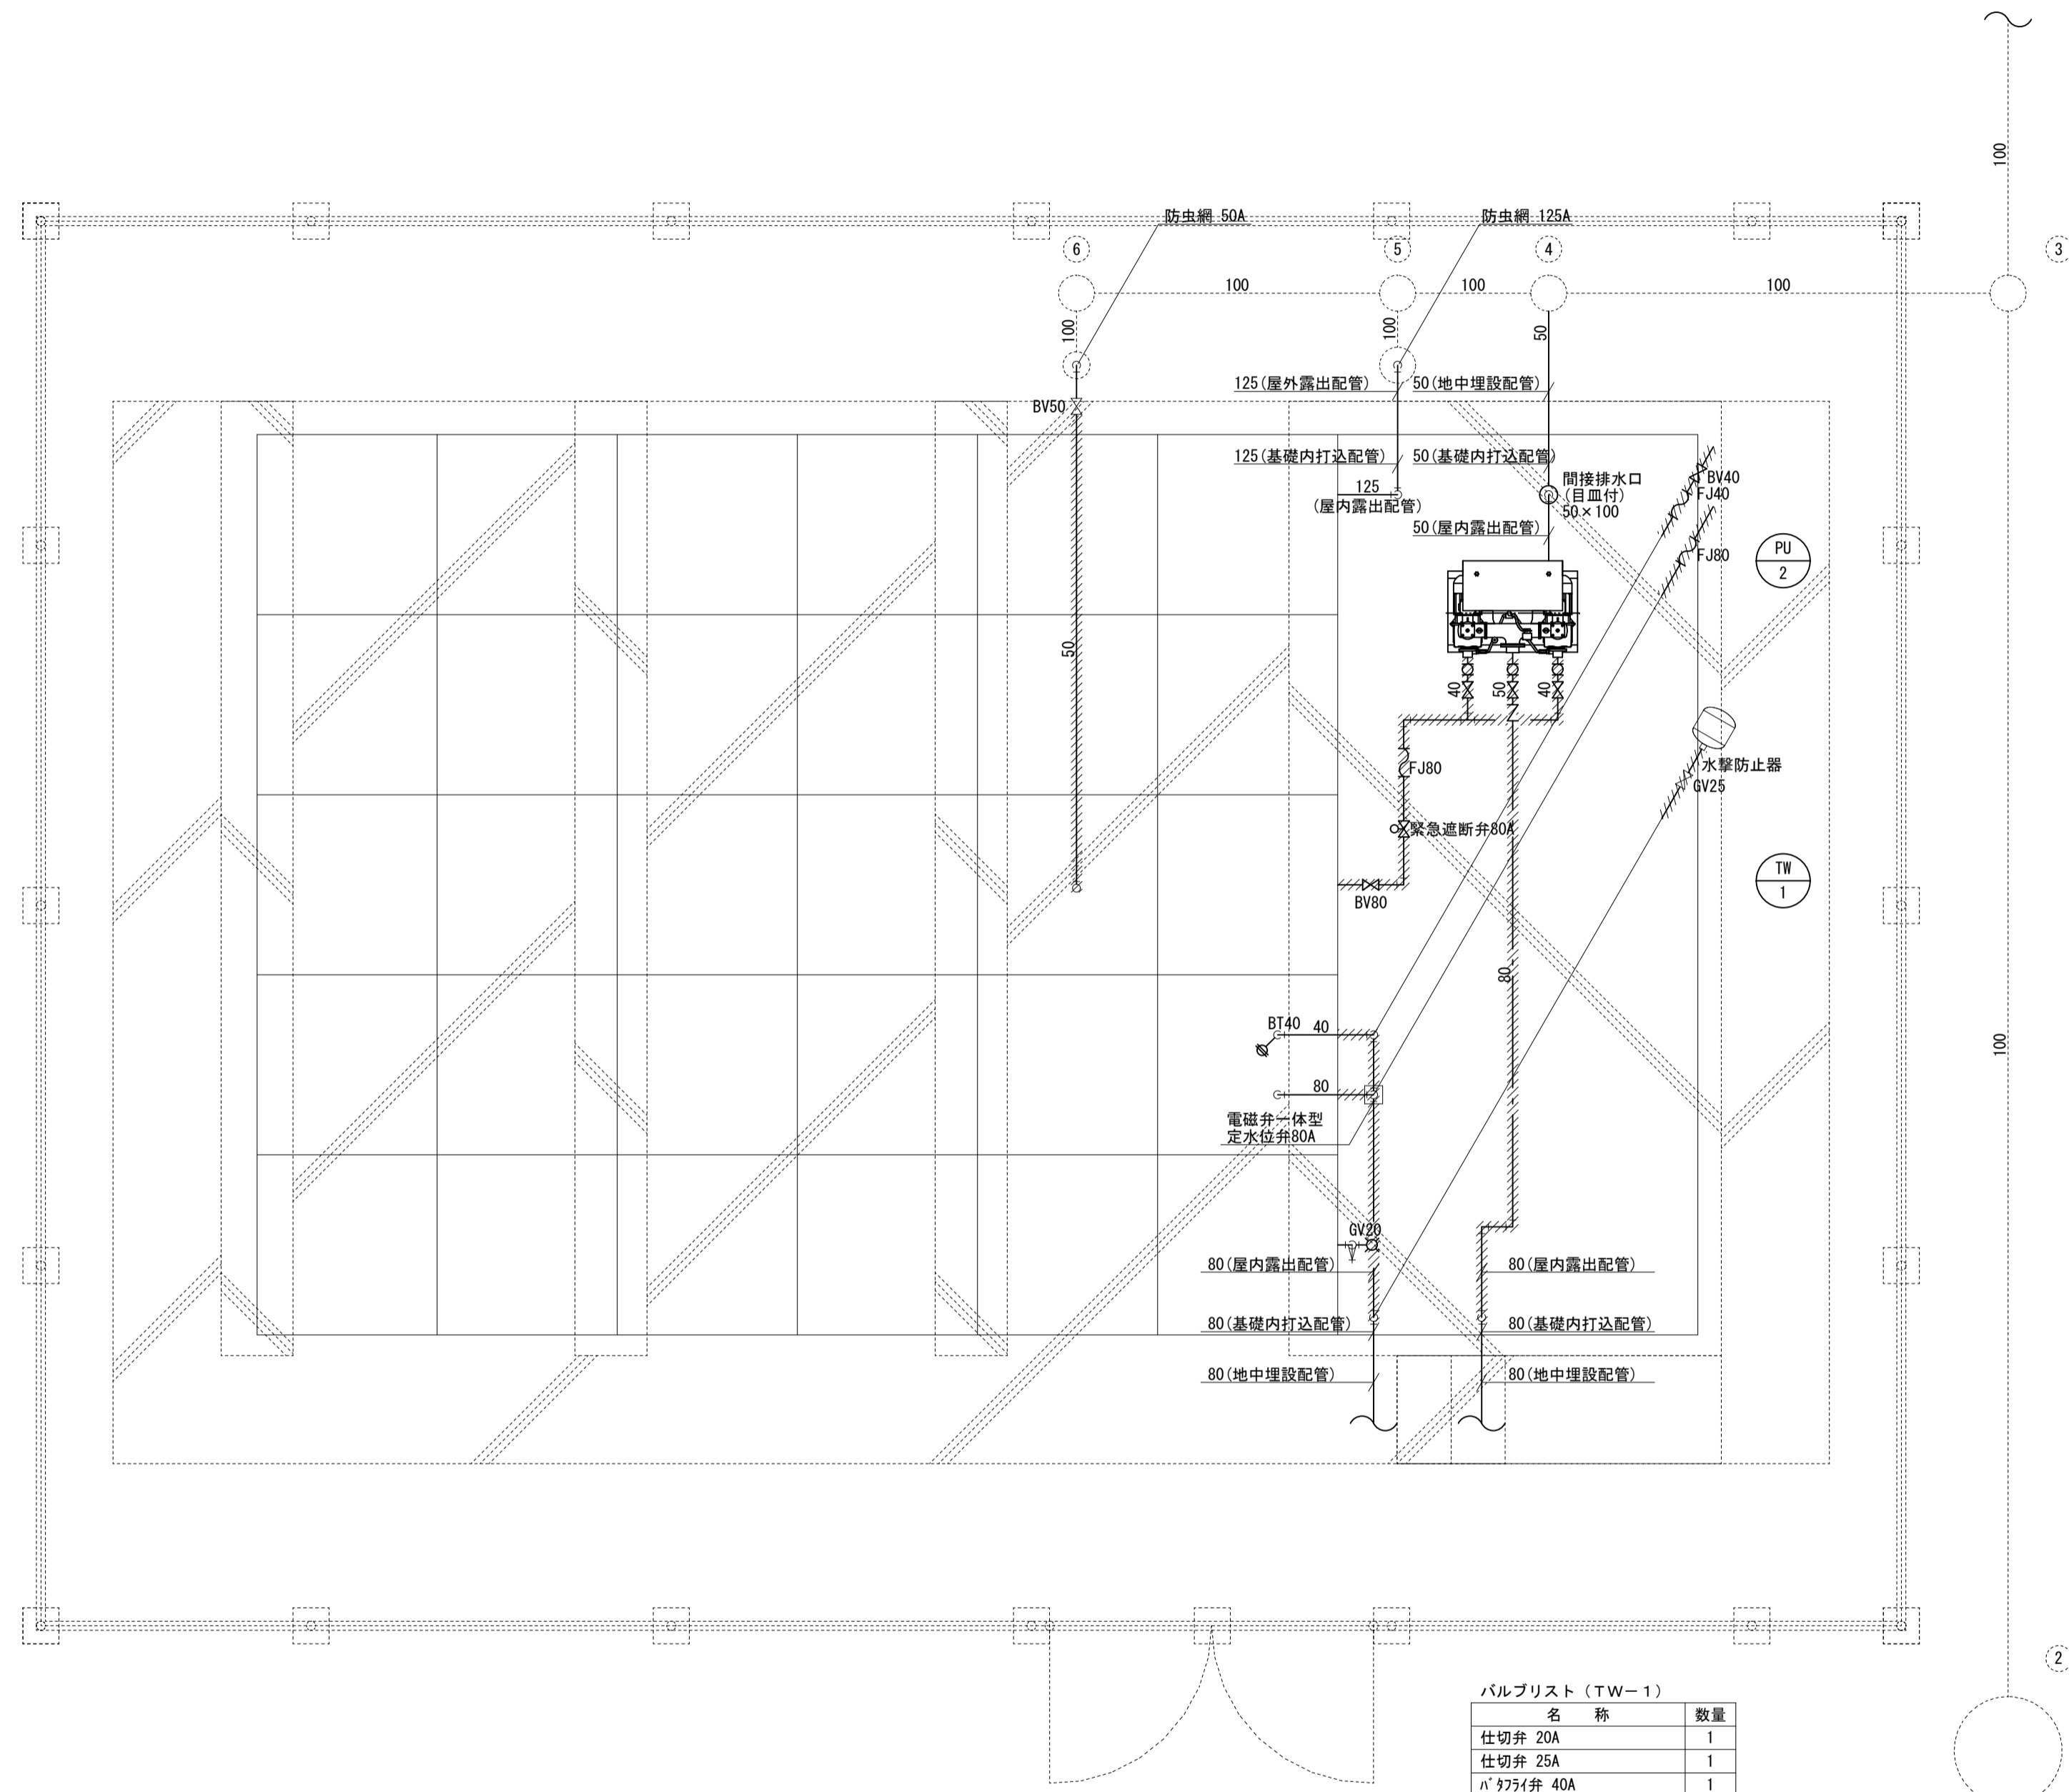 100
防虫網 50A
防虫網 125A
6
5
4
3
100
100
100
100
100
50
125(屋外露出配管)
50(地中埋設配管)
BV50
125(基礎内打込配管)
50(基礎内打込配管)
125
(屋内露出配管)
間接排水口
(目皿付)
50×100
BV40
FJ40
50(屋内露出配管)
FJ80
PU
2
50
40
50
40
水撃防止器
GV25
FJ80
緊急遮断弁80A
TW
1
BV80
80
BT40
40
80
100
電磁弁一体型
定水位弁80A
GV20
80(屋内露出配管)
80(屋内露出配管)
80(基礎内打込配管)
80(基礎内打込配管)
80(地中埋設配管)
80(地中埋設配管)
2
バルブリスト(TW-1)
名 称 数量
仕切弁 20A 1
仕切弁 25A 1
バタフライ弁 40A 1